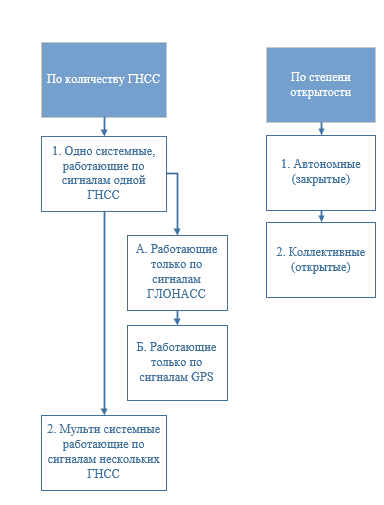 По количеству ГНСС
1. Одно системные,
работающие по
сигналам одной
ГНСС
А. Работающие
только по
сигналам
ГЛОНАСС
Б. Работающие
только по
сигналам GPS
2. Мульти системные
работающие по
сигналам нескольких
ГНСС
По степени
открытости
1. Автономные
(закрытые)
2. Коллективные
(открытые)